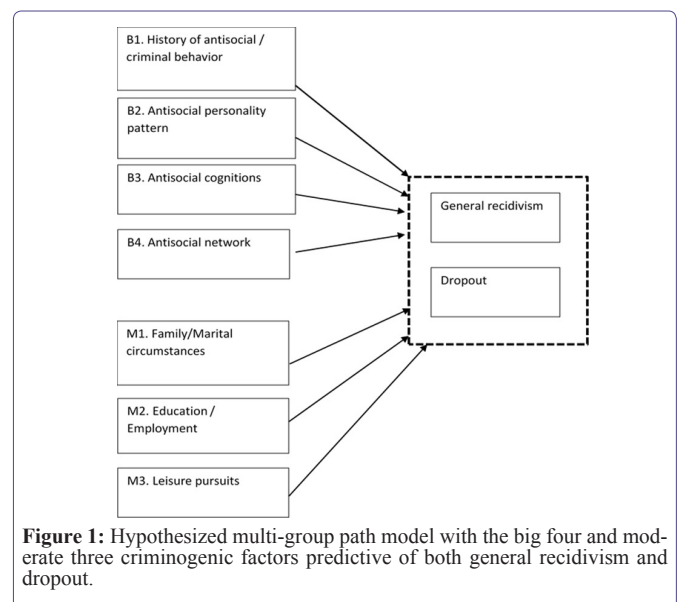 B1. History of antisocial /
criminal behavior
B2. Antisocial personality
pattern
B3. Antisocial cognitions
B4. Antisocial network
General recidivism
Dropout
M1. Family/Marital
circumstances
M2. Education /
Employment
M3. Leisure pursuits
Figure 1: Hypothesized multi-group path model with the big four and mod-
erate three criminogenic factors predictive of both general recidivism and
dropout.